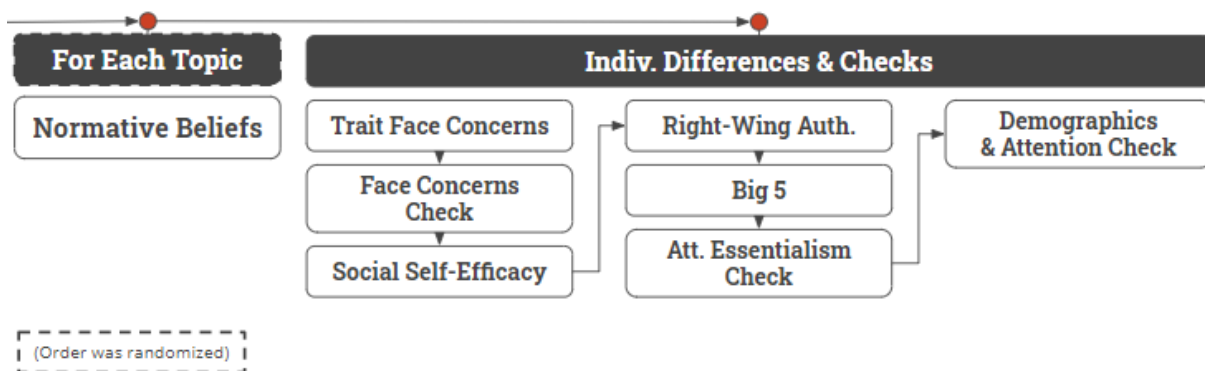 For Each Topic
Indiv. Differences & Checks
Normative Beliefs
Trait Face Concerns
Face Concerns
Check
Social Self-Efficacy
Right-Wing Auth.
Big 5
Att. Essentialism
Check
Demographics
& Attention Check
(Order was randomized)